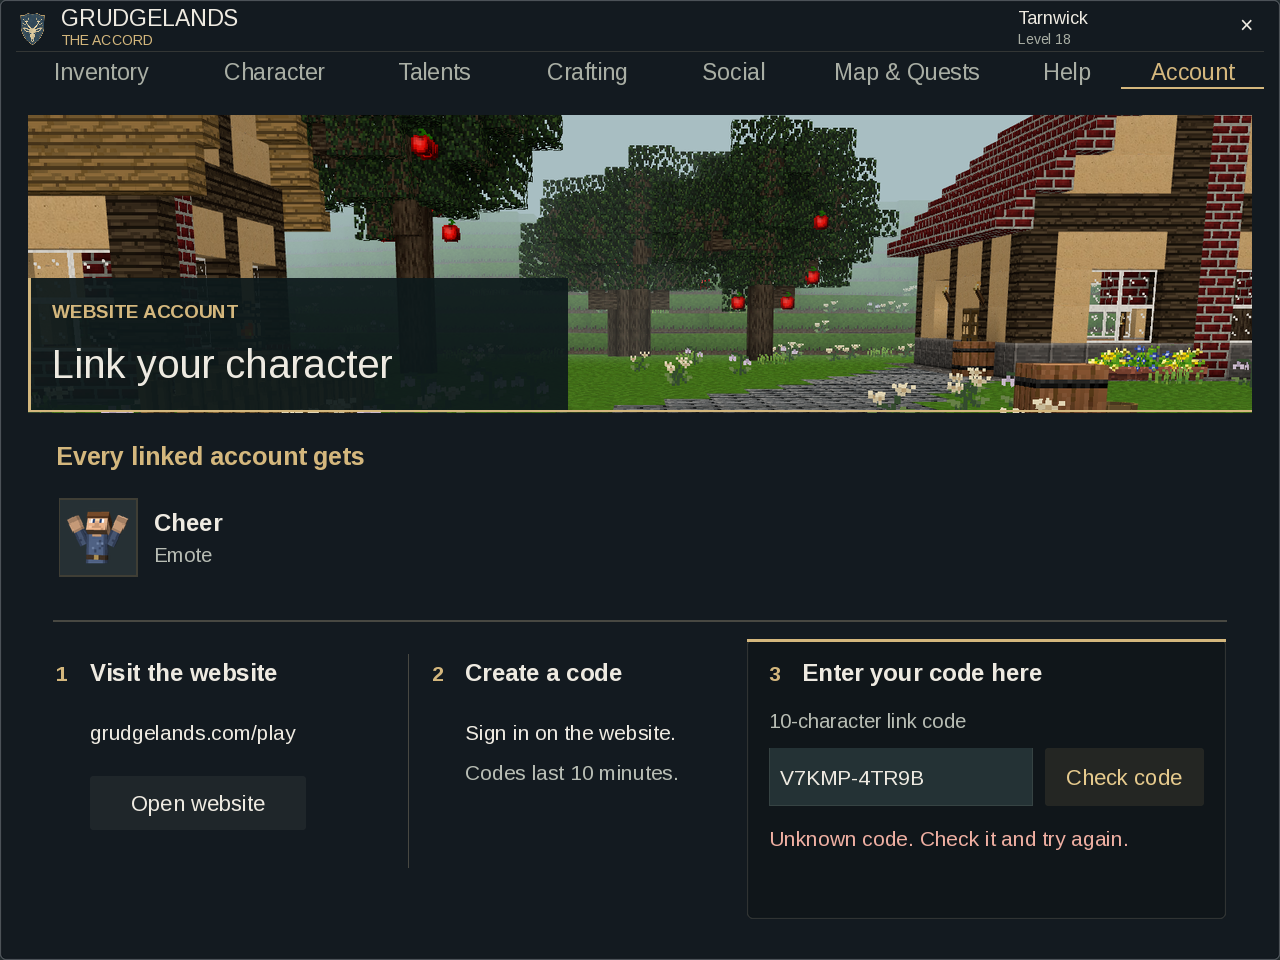 GRUDGELANDS
THE ACCORD
Tarnwick
Level 18
×
Inventory
Character
Talents
Crafting
Social
Map & Quests
Help
Account
WEBSITE ACCOUNT
Link your character
Every linked account gets
Cheer
Emote
1 Visit the website
grudgelands.com/play
Open website
2 Create a code
Sign in on the website.
Codes last 10 minutes.
3 Enter your code here
10-character link code
V7KMP-4TR9B
Check code
Unknown code. Check it and try again.